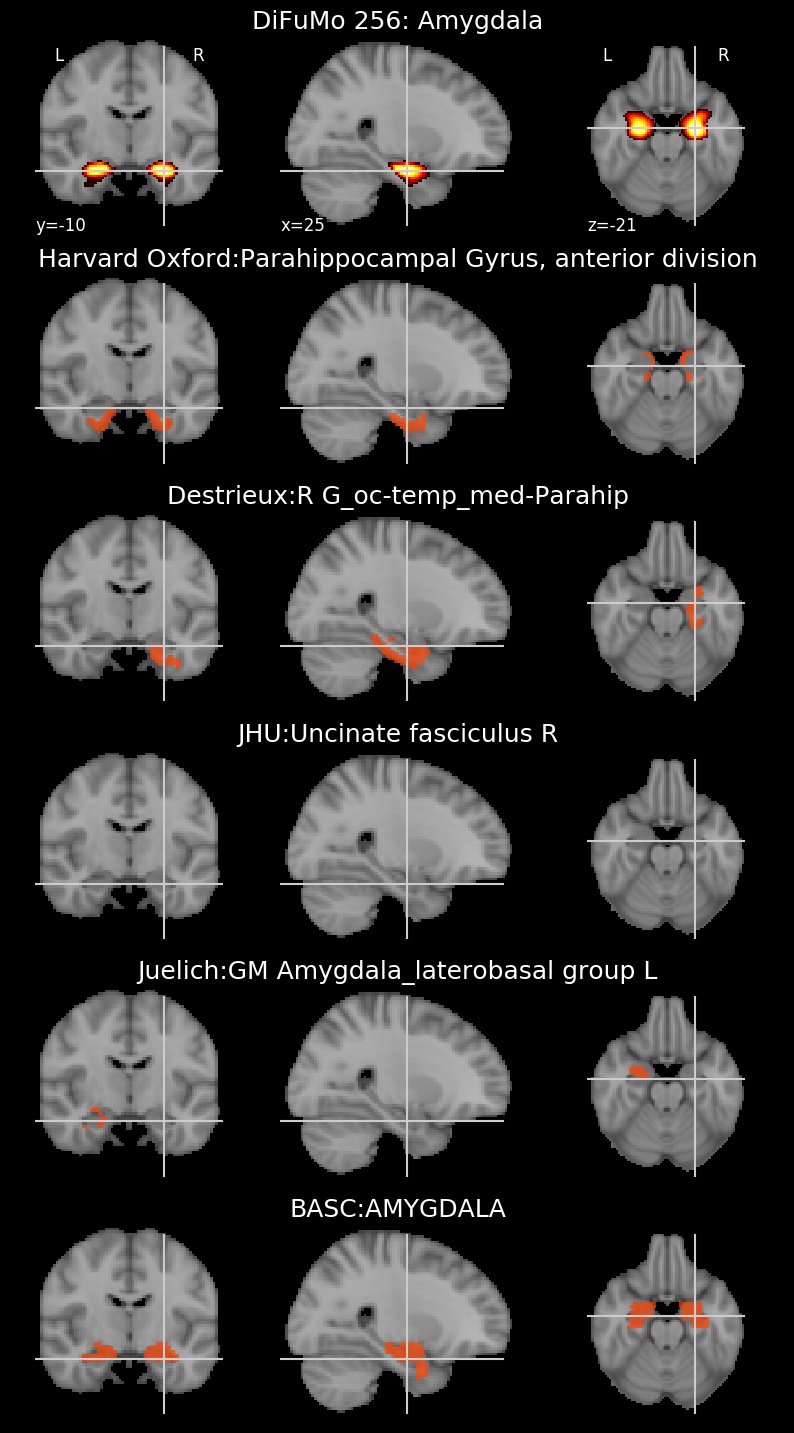 DiFuMo 256: Amygdala
L R L R
y=-10 x=25 z=-21
Harvard Oxford:Parahippocampal Gyrus, anterior division
Destrieux:R G_oc-temp_med-Parahip
JHU:Uncinate fasciculus R
Juelich:GM Amygdala_laterobasal group L
BASC:AMYGDALA